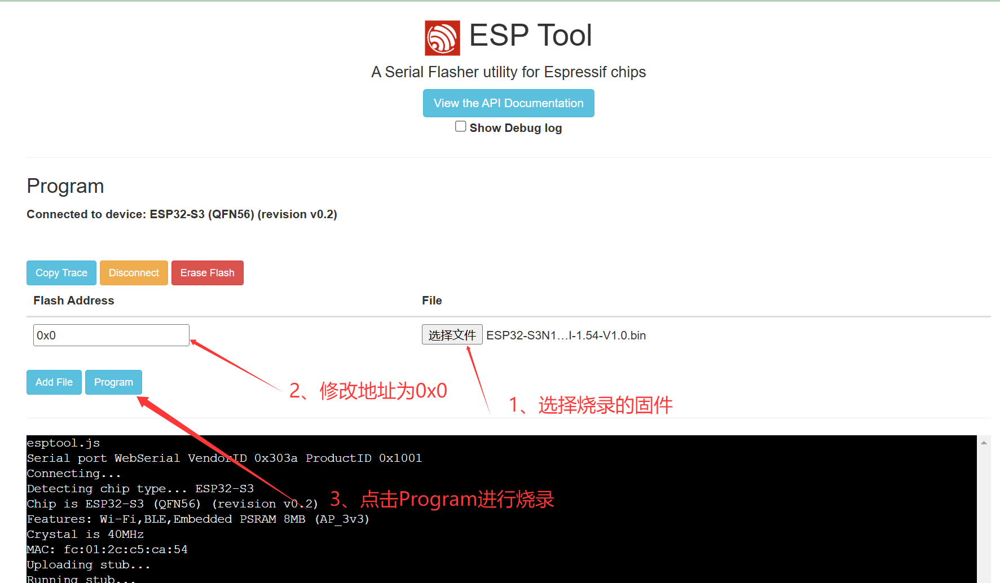 ESP Tool
A Serial Flasher utility for Espressif chips
View the API Documentation
Show Debug log
Program
Connected to device: ESP32-S3 (QFN56) (revision v0.2)
Copy Trace Disconnect Erase Flash
Flash Address File
0x0 选择文件 ESP32-S3N1…I-1.54-V1.0.bin
Add File Program
2、修改地址为0x0
1、选择烧录的固件
esptool.js
Serial port WebSerial VendorID 0x303a ProductID 0x1001
Connecting...
Detecting chip type... ESP32-S3
Chip is ESP32-S3 (QFN56) (revision v0.2)
3、点击Program进行烧录
Features: Wi-Fi,BLE,Embedded PSRAM 8MB (AP_3v3)
Crystal is 40MHz
MAC: fc:01:2c:c5:ca:54
Uploading stub...
Running stub...